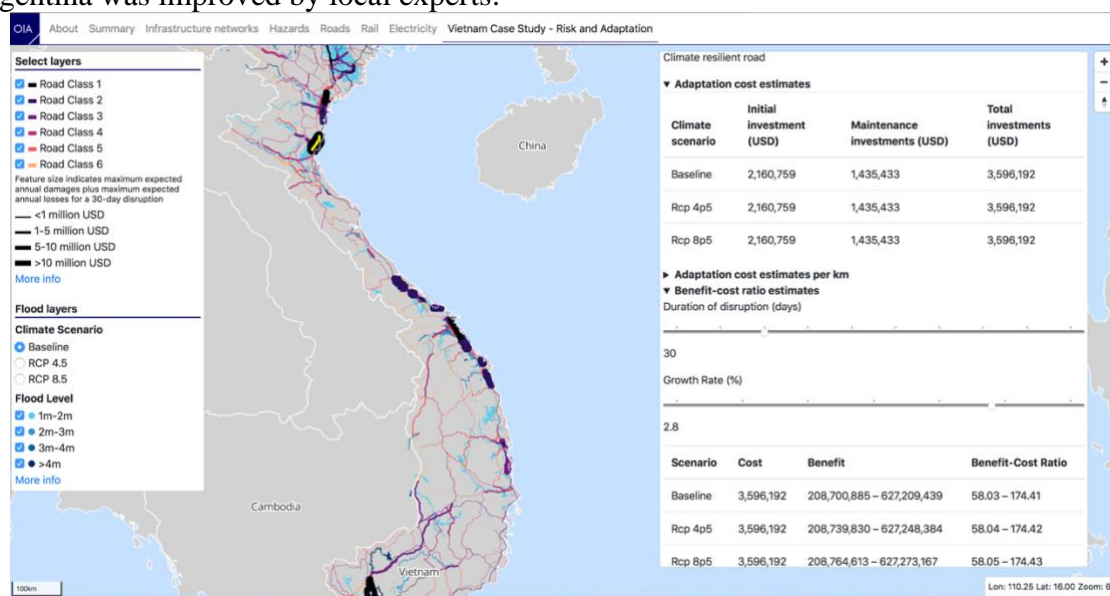 gentina was improved by local experts.
OIA About Summary Infrastructure networks Hazards Roads Rail Electricity Vietnam Case Study - Risk and Adaptation
Select layers
Road Class 1
Road Class 2
Road Class 3
Road Class 4
Road Class 5
Road Class 6
Feature size indicates maximum expected
annual damages plus maximum expected
annual losses for a 30-day disruption
<1 million USD
1-5 million USD
5-10 million USD
>10 million USD
More info
Flood layers
Climate Scenario
Baseline
RCP 4.5
RCP 8.5
Flood Level
1m-2m
2m-3m
3m-4m
>4m
More info
100km
China
Cambodia
Vietnam
Climate resilient road
▼ Adaptation cost estimates
Climate scenario Initial investment (USD) Maintenance investments (USD) Total investments (USD)
Baseline 2,160,759 1,435,433 3,596,192
Rcp 4p5 2,160,759 1,435,433 3,596,192
Rcp 8p5 2,160,759 1,435,433 3,596,192
► Adaptation cost estimates per km
▼ Benefit-cost ratio estimates
Duration of disruption (days)
30
Growth Rate (%)
2.8
Scenario Cost Benefit Benefit-Cost Ratio
Baseline 3,596,192 208,700,885 – 627,209,439 58.03 – 174.41
Rcp 4p5 3,596,192 208,739,830 – 627,248,384 58.04 – 174.42
Rcp 8p5 3,596,192 208,764,613 – 627,273,167 58.05 – 174.43
Lon: 110.25 Lat: 16.00 Zoom: 6